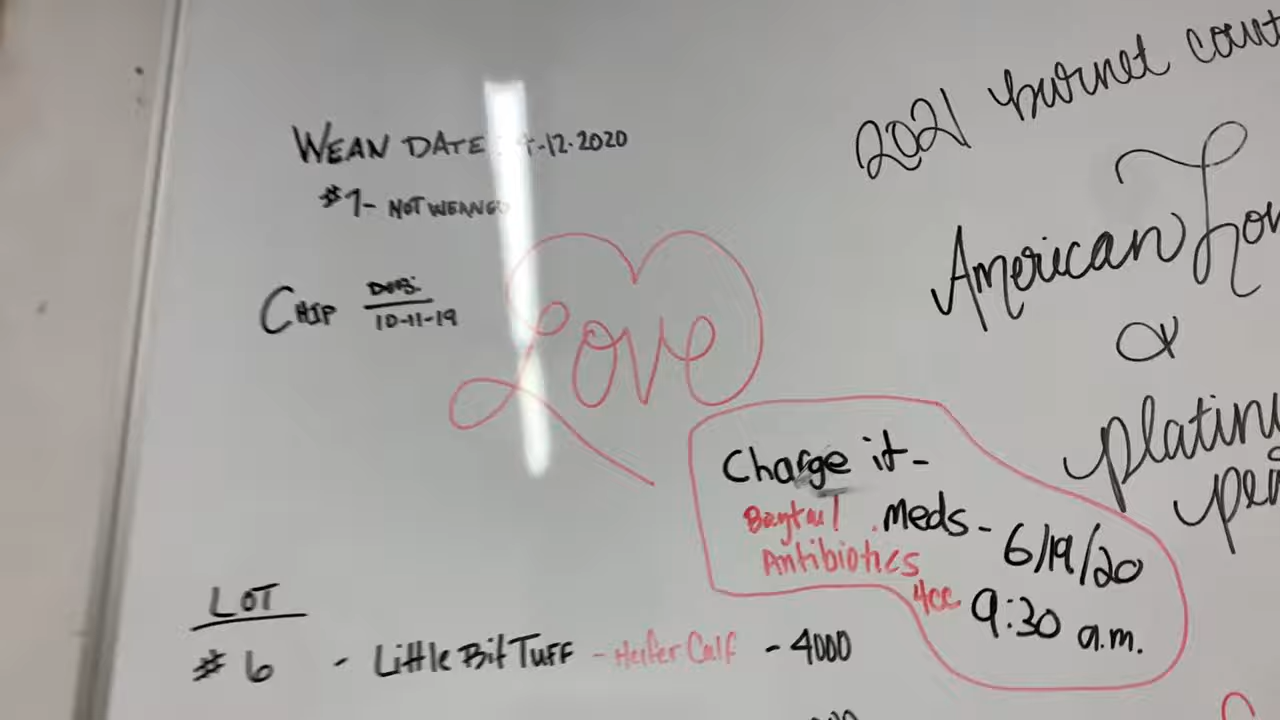 WEAN DATE -12.2020
#7- NOT WEANED
CHIP DOB:
10-11-19
Love
2021 burnet
American
&
Charge it-
Baytril meds- 6/19/20
Antibiotics
4cc 9:30 a.m.
LOT
#6 - Little Bit Tuff - Heifer Calf - 4000